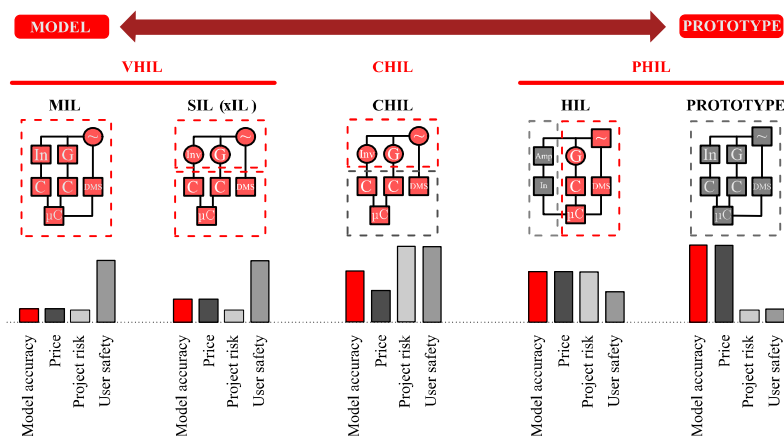 MODEL PROTOTYPE
VHIL CHIL PHIL
MIL SIL (xIL ) CHIL HIL PROTOTYPE
~ ~ ~ ~ ~
In G Inv G Inv G Amp G In G
C C DMS C C DMS C C DMS In C DMS C C DMS
µC µC µC µC µC
Model accuracy Price Project risk User safety
Model accuracy Price Project risk User safety
Model accuracy Price Project risk User safety
Model accuracy Price Project risk User safety
Model accuracy Price Project risk User safety